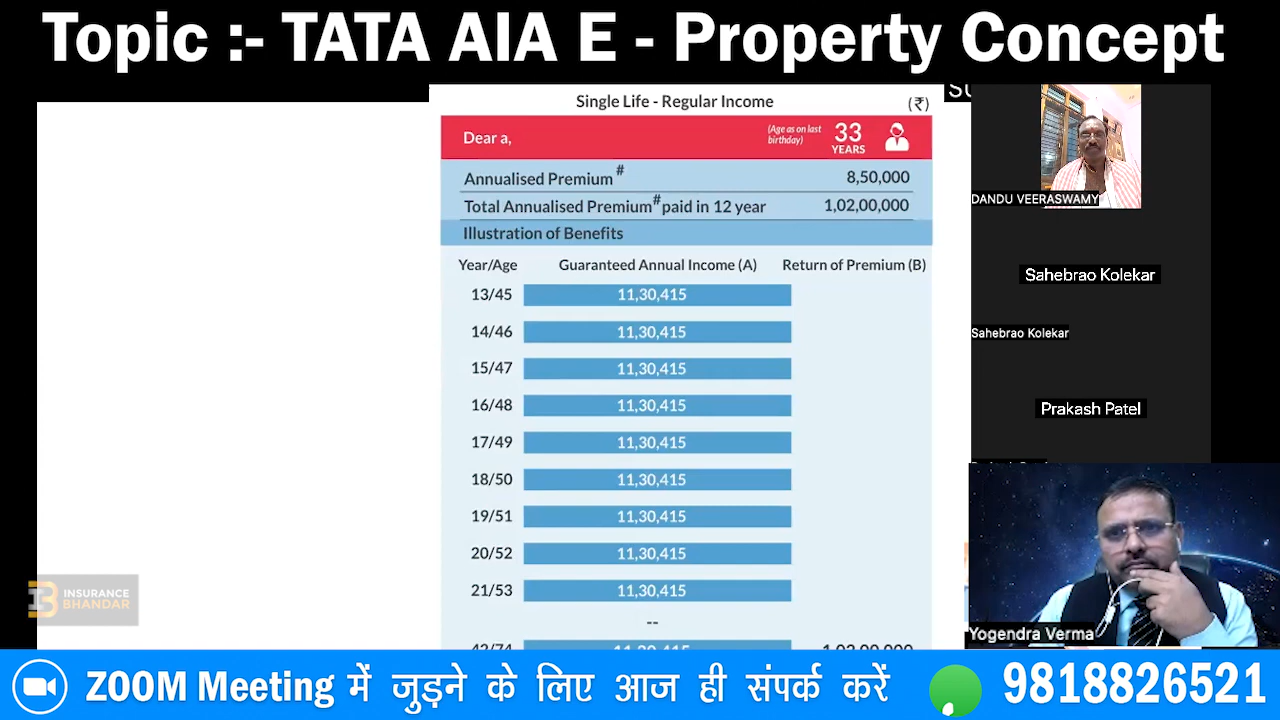 Topic :- TATA AIA E - Property Concept
Single Life - Regular Income (₹)
Dear a, (Age as on last birthday) 33 YEARS
Annualised Premium # 8,50,000
Total Annualised Premium# paid in 12 year 1,02,00,000
Illustration of Benefits
Year/Age Guaranteed Annual Income (A) Return of Premium (B)
13/45 11,30,415
14/46 11,30,415
15/47 11,30,415
16/48 11,30,415
17/49 11,30,415
18/50 11,30,415
19/51 11,30,415
20/52 11,30,415
21/53 11,30,415
--
DANDU VEERASWAMY
Sahebrao Kolekar
Sahebrao Kolekar
Prakash Patel
Yogendra Verma
INSURANCE
BHANDAR
ZOOM Meeting में जुड़ने के लिए आज ही संपर्क करें 9818826521